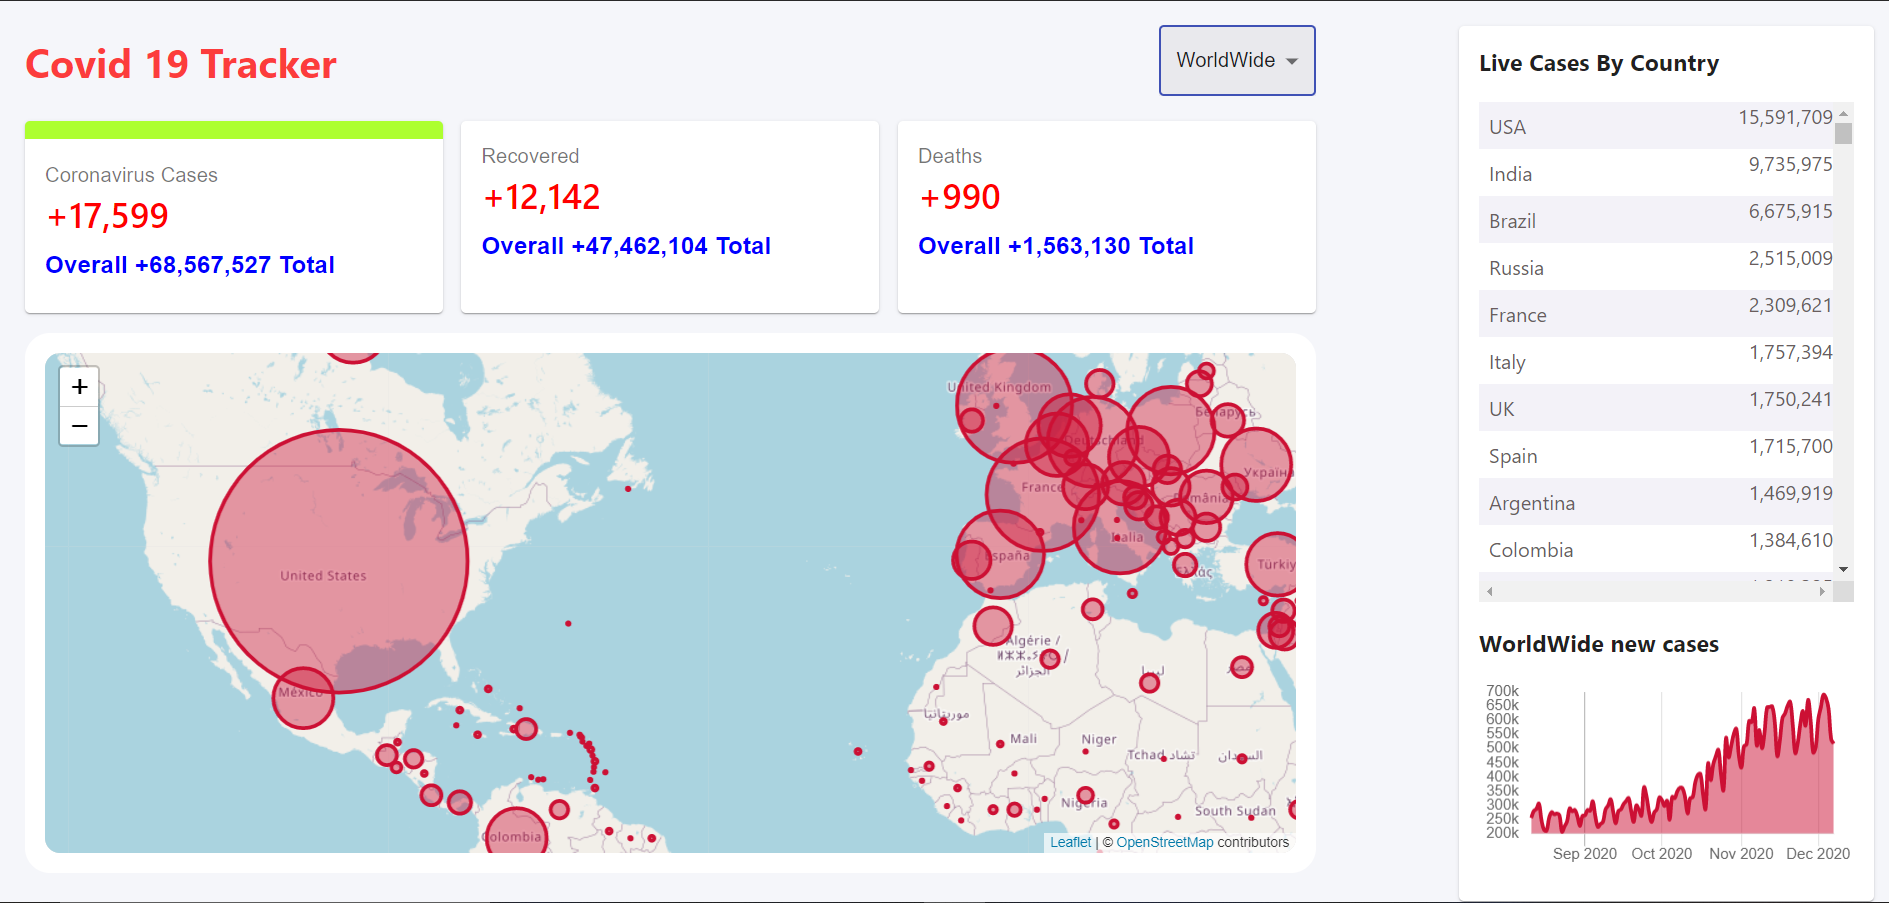 Covid 19 Tracker
WorldWide
Coronavirus Cases
+17,599
Overall +68,567,527 Total
Recovered
+12,142
Overall +47,462,104 Total
Deaths
+990
Overall +1,563,130 Total
+
−
United Kingdom
Беларусь
Deutschland
Україна
France
România
Italia
España
Ελλάς
United States
México
Algérie /
الجزائر
ليبيا
موريتانيا
Mali
Niger
Tchad تشاد
السودان
Nigeria
South Sudan
Colombia
Leaflet | © OpenStreetMap contributors
Live Cases By Country
USA 15,591,709
India 9,735,975
Brazil 6,675,915
Russia 2,515,009
France 2,309,621
Italy 1,757,394
UK 1,750,241
Spain 1,715,700
Argentina 1,469,919
Colombia 1,384,610
WorldWide new cases
700k
650k
600k
550k
500k
450k
400k
350k
300k
250k
200k
Sep 2020 Oct 2020 Nov 2020 Dec 2020